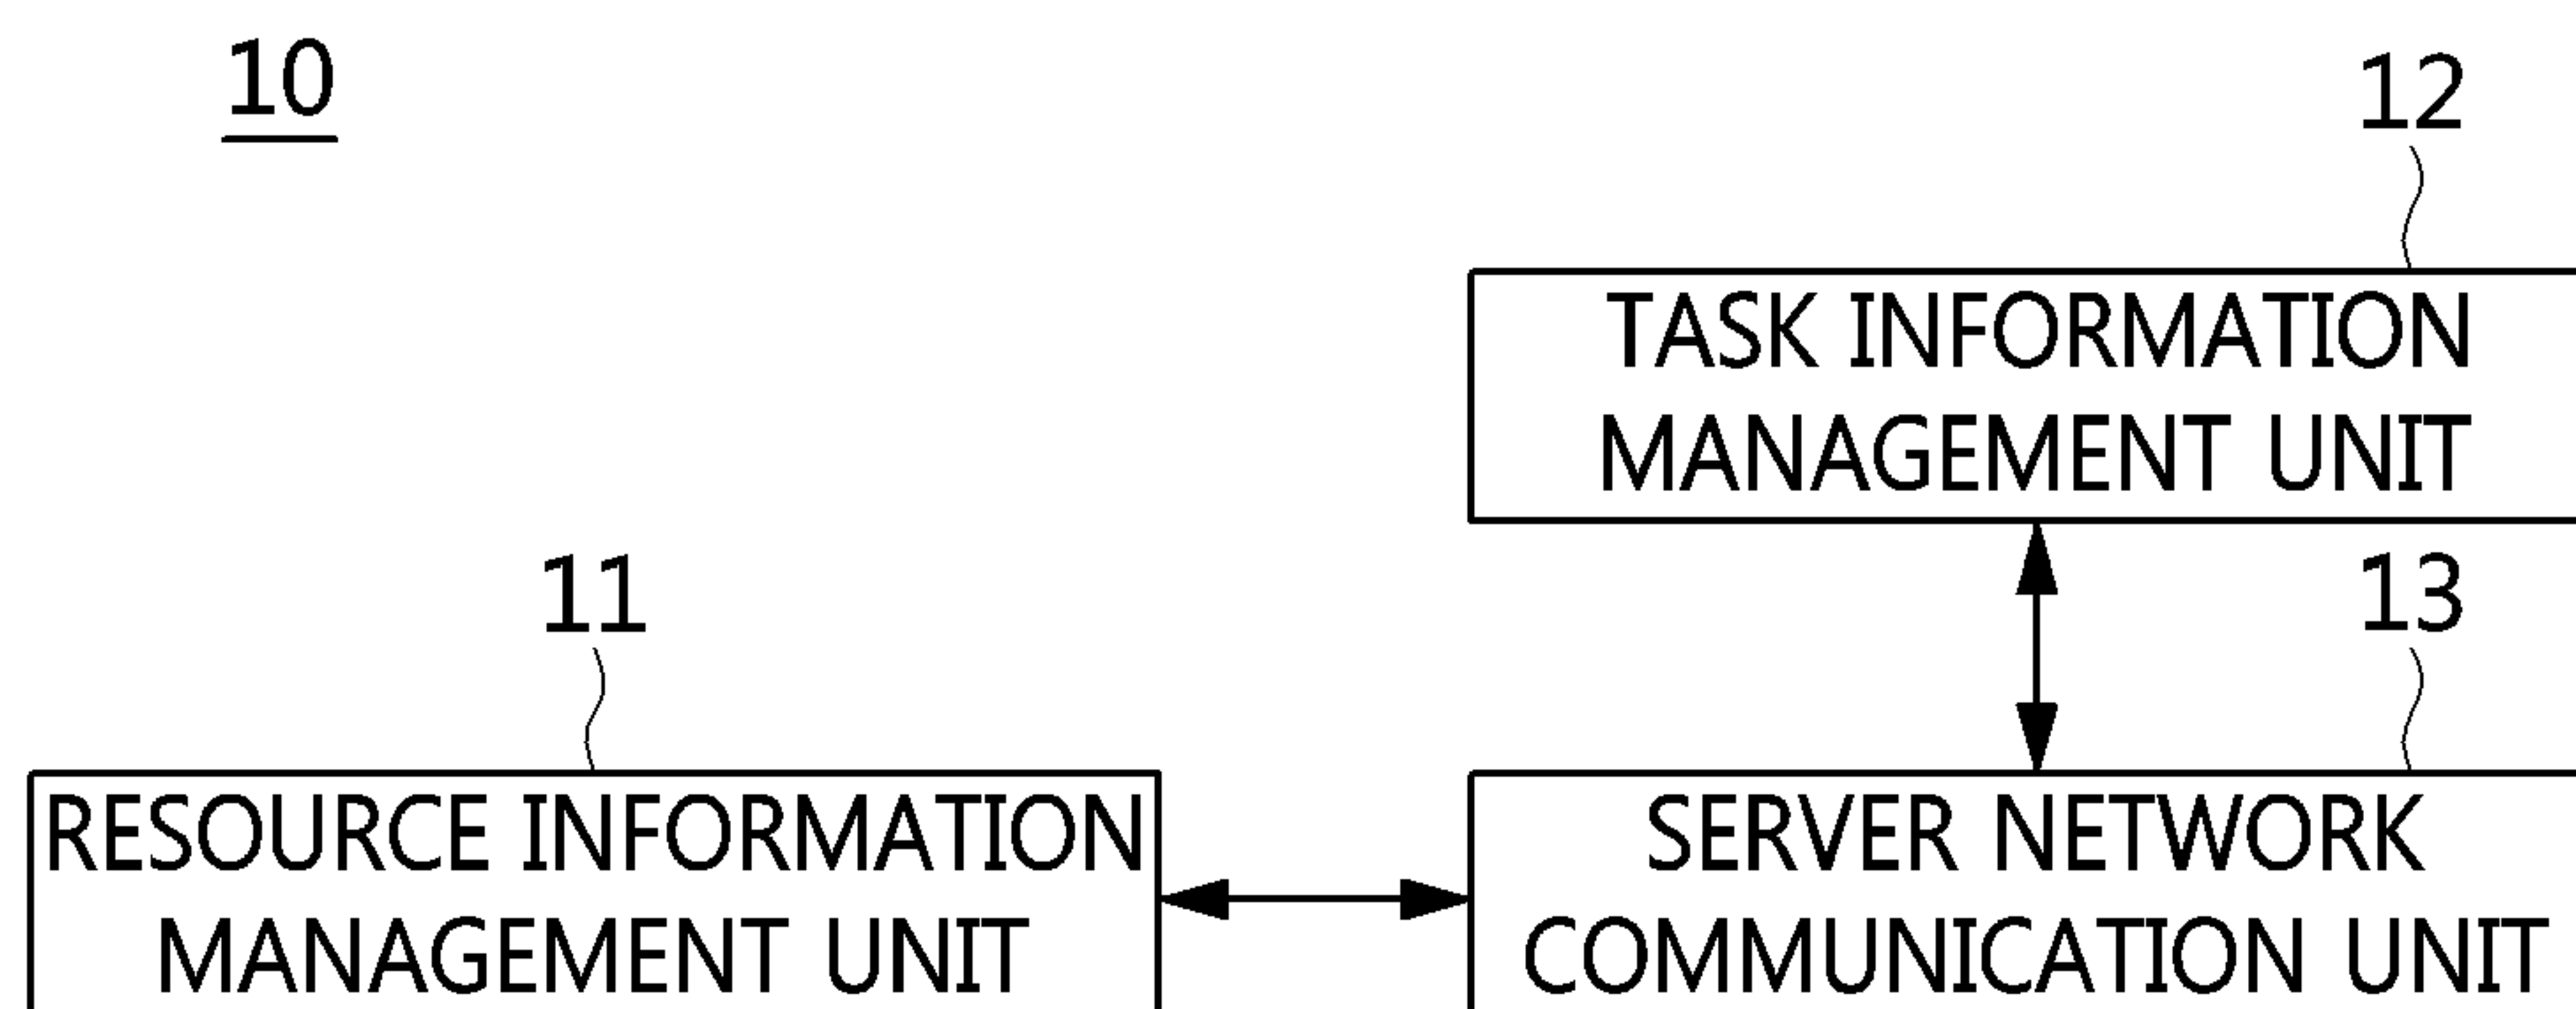 10
12
TASK INFORMATION
MANAGEMENT UNIT
11
13
RESOURCE INFORMATION
MANAGEMENT UNIT
SERVER NETWORK
COMMUNICATION UNIT